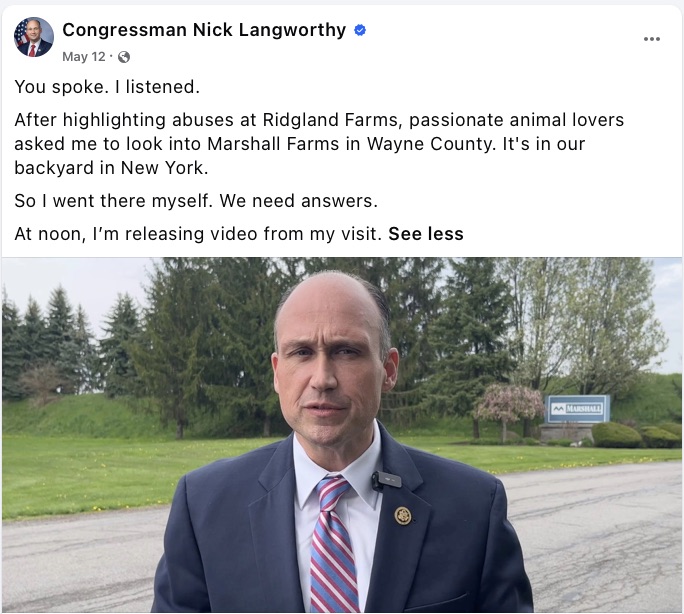 Congressman Nick Langworthy
May 12 ·
You spoke. I listened.
After highlighting abuses at Ridgland Farms, passionate animal lovers
asked me to look into Marshall Farms in Wayne County. It's in our
backyard in New York.
So I went there myself. We need answers.
At noon, I’m releasing video from my visit. See less
MARSHALL